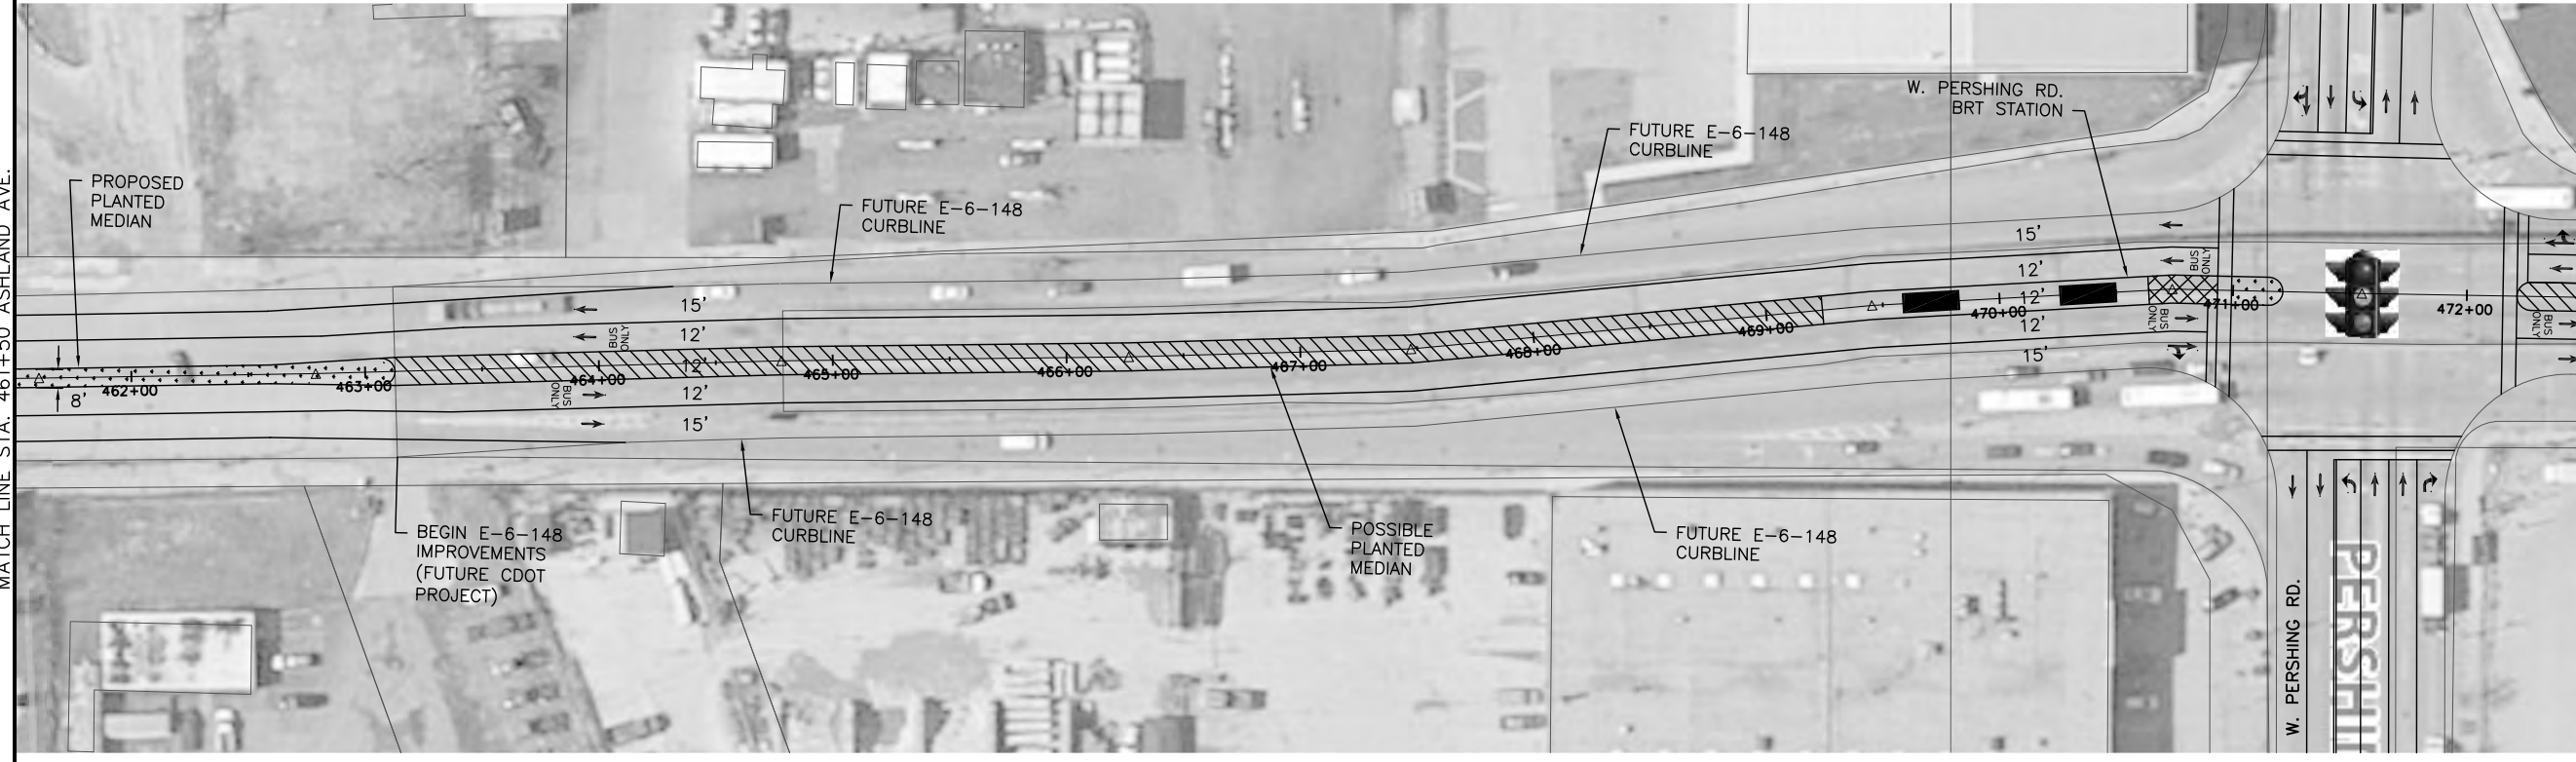 MATCH LINE STA. 461+50 ASHLAND AVE.
PROPOSED
PLANTED
MEDIAN
FUTURE E-6-148
CURBLINE
FUTURE E-6-148
CURBLINE
W. PERSHING RD.
BRT STATION
15'
12'
12'
12'
15'
BUS
ONLY
BUS
ONLY
15'
12'
12'
12'
15'
BUS
ONLY
BUS
ONLY
BUS
ONLY
8'
462+00
463+00
464+00
465+00
466+00
467+00
468+00
469+00
470+00
471+00
472+00
BEGIN E-6-148
IMPROVEMENTS
(FUTURE CDOT
PROJECT)
FUTURE E-6-148
CURBLINE
POSSIBLE
PLANTED
MEDIAN
FUTURE E-6-148
CURBLINE
W. PERSHING RD.